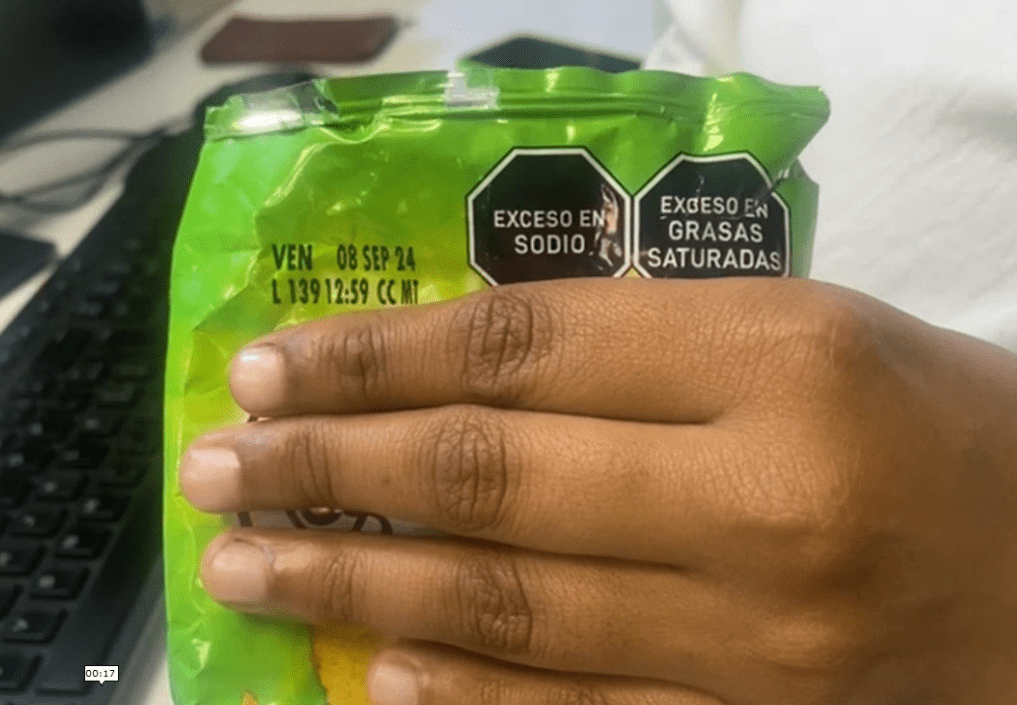 EXCESO EN
SODIO
EXCESO EN
GRASAS
SATURADAS
VEN 08 SEP 24
L 139 12:59 CC MT
00:17